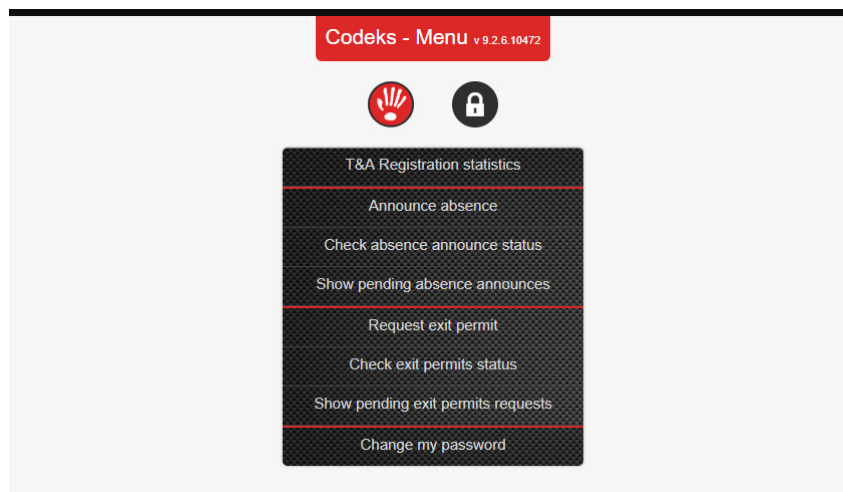 Codeks - Menu v 9.2.6.10472
T&A Registration statistics
Announce absence
Check absence announce status
Show pending absence announces
Request exit permit
Check exit permits status
Show pending exit permits requests
Change my password